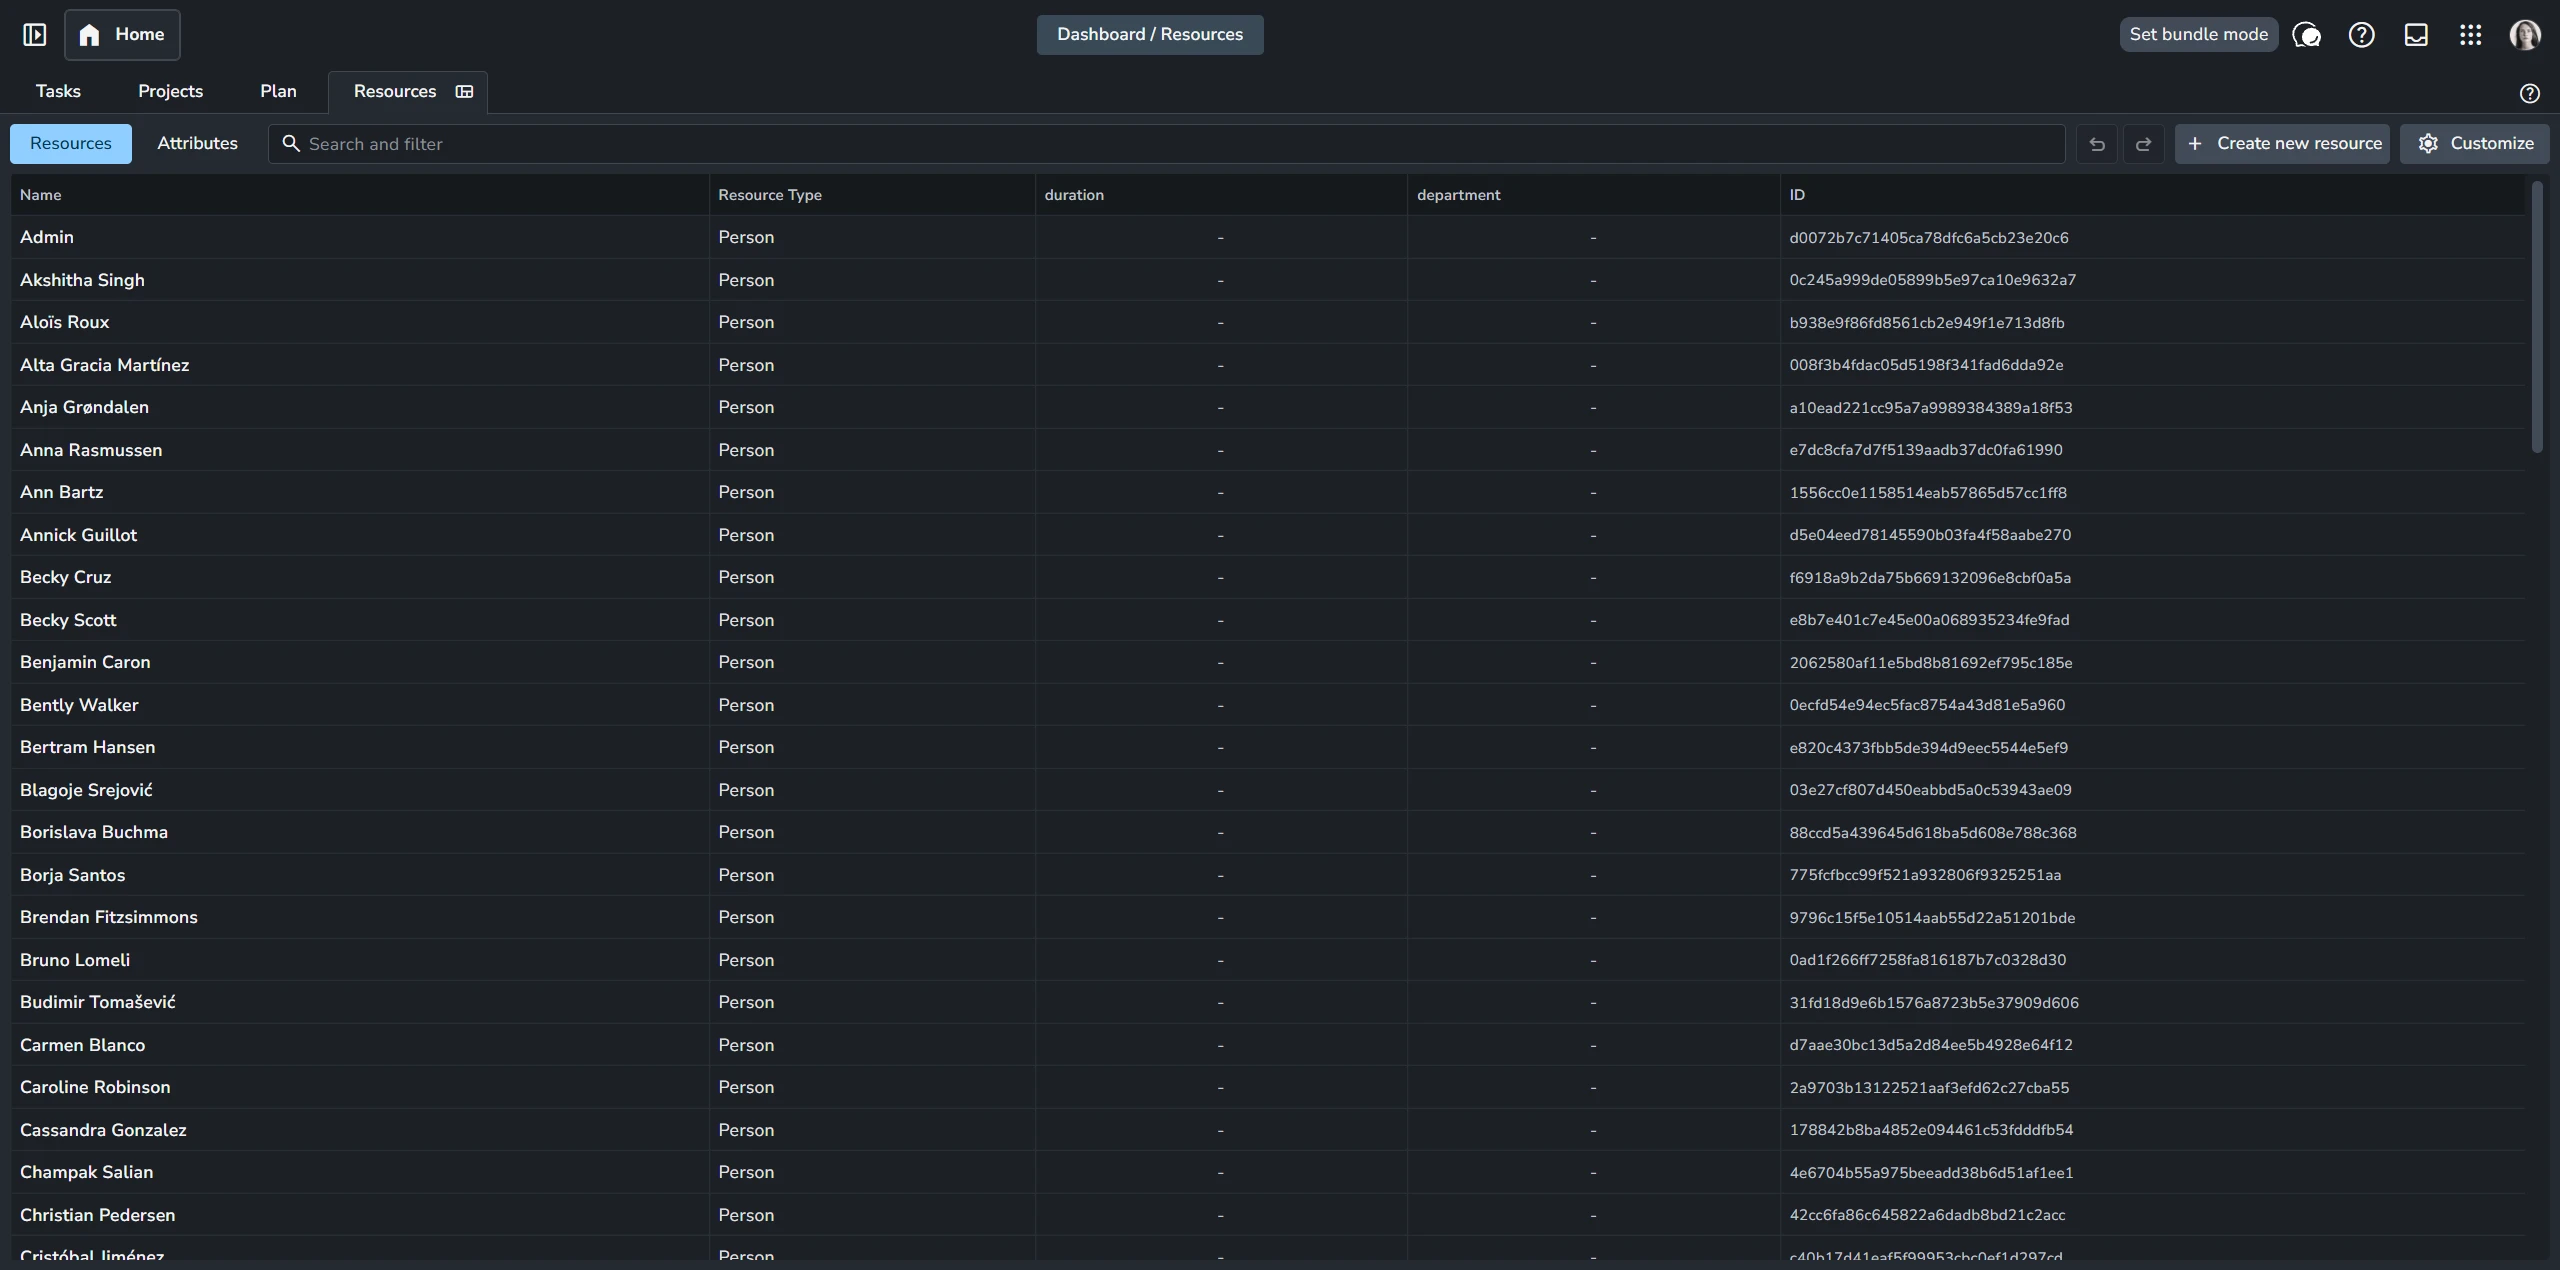 Home
Dashboard / Resources
Set bundle mode
Tasks Projects Plan Resources
Resources Attributes Search and filter Create new resource Customize
Name Resource Type duration department ID
Admin Person - - d0072b7c71405ca78dfc6a5cb23e20c6
Akshitha Singh Person - - 0c245a999de05899b5e97ca10e9632a7
Aloïs Roux Person - - b938e9f86fd8561cb2e949f1e713d8fb
Alta Gracia Martínez Person - - 008f3b4fdac05d5198f341fad6dda92e
Anja Grøndalen Person - - a10ead221cc95a7a9989384389a18f53
Anna Rasmussen Person - - e7dc8cfa7d7f5139aadb37dc0fa61990
Ann Bartz Person - - 1556cc0e1158514eab57865d57cc1ff8
Annick Guillot Person - - d5e04eed78145590b03fa4f58aabe270
Becky Cruz Person - - f6918a9b2da75b669132096e8cbf0a5a
Becky Scott Person - - e8b7e401c7e45e00a068935234fe9fad
Benjamin Caron Person - - 2062580af11e5bd8b81692ef795c185e
Bently Walker Person - - 0ecfd54e94ec5fac8754a43d81e5a960
Bertram Hansen Person - - e820c4373fbb5de394d9eec5544e5ef9
Blagoje Srejović Person - - 03e27cf807d450eabbd5a0c53943ae09
Borislava Buchma Person - - 88ccd5a439645d618ba5d608e788c368
Borja Santos Person - - 775fcfbcc99f521a932806f9325251aa
Brendan Fitzsimmons Person - - 9796c15f5e10514aab55d22a51201bde
Bruno Lomeli Person - - 0ad1f266ff7258fa816187b7c0328d30
Budimir Tomašević Person - - 31fd18d9e6b1576a8723b5e37909d606
Carmen Blanco Person - - d7aae30bc13d5a2d84ee5b4928e64f12
Caroline Robinson Person - - 2a9703b13122521aaf3efd62c27cba55
Cassandra Gonzalez Person - - 178842b8ba4852e094461c53fdddfb54
Champak Salian Person - - 4e6704b55a975beeadd38b6d51af1ee1
Christian Pedersen Person - - 42cc6fa86c645822a6dadb8bd21c2acc
Cristóbal Jiménez Person - - c40b17d41eaf5f99953cbc0ef1d297cd